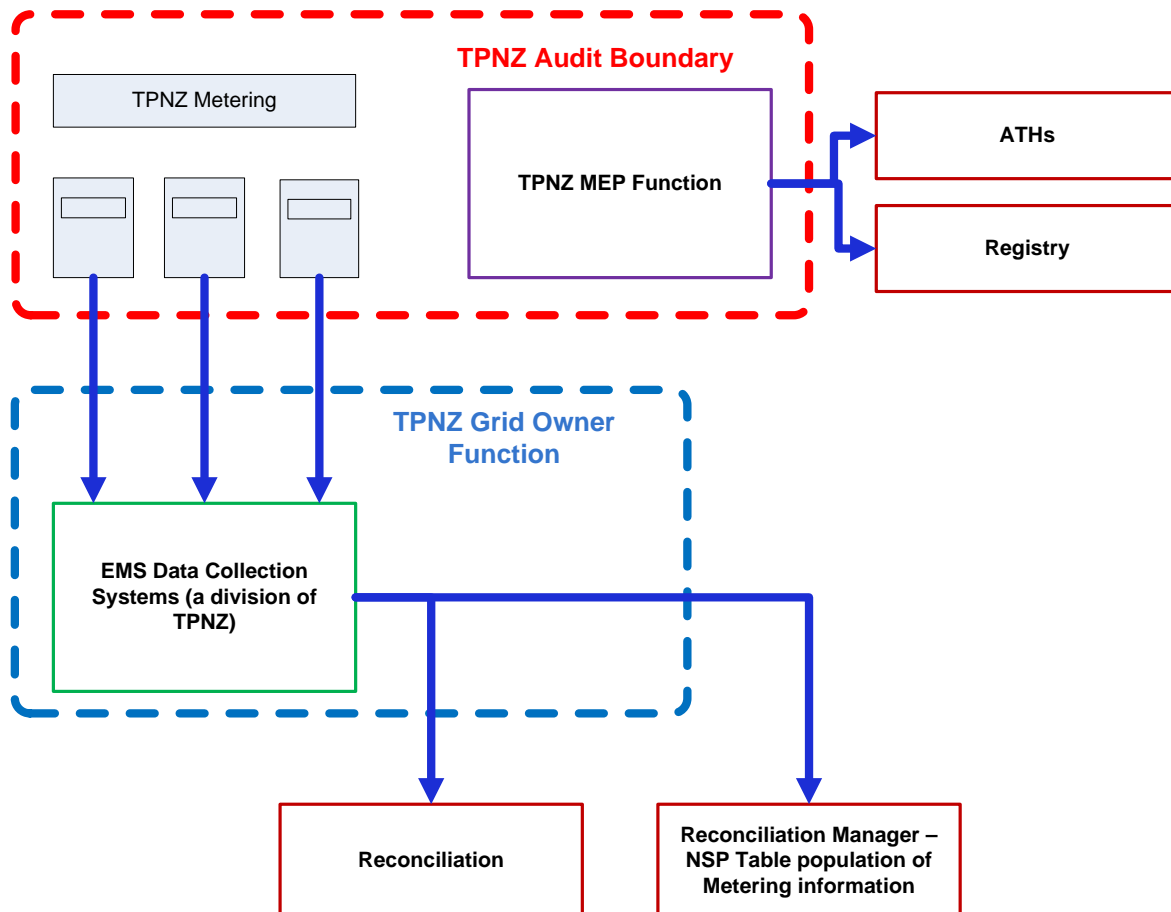 TPNZ Audit Boundary
TPNZ Metering
TPNZ MEP Function
ATHs
Registry
TPNZ Grid Owner
Function
EMS Data Collection
Systems (a division of
TPNZ)
Reconciliation
Reconciliation Manager –
NSP Table population of
Metering information